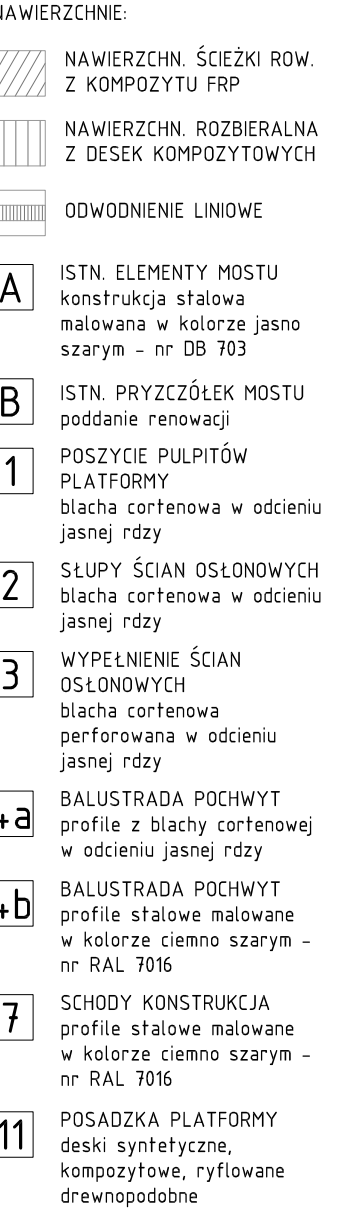 NAWIERZCHNIE:
NAWIERZCHN. ŚCIEŻKI ROW.
Z KOMPOZYTU FRP
NAWIERZCHN. ROZBIERALNA
Z DESEK KOMPOZYTOWYCH
ODWODNIENIE LINIOWE
A
ISTN. ELEMENTY MOSTU
konstrukcja stalowa
malowana w kolorze jasno
szarym - nr DB 703
B
ISTN. PRYZCZÓŁEK MOSTU
poddanie renowacji
1
POSZYCIE PULPITÓW
PLATFORMY
blacha cortenowa w odcieniu
jasnej rdzy
2
SŁUPY ŚCIAN OSŁONOWYCH
blacha cortenowa w odcieniu
jasnej rdzy
3
WYPEŁNIENIE ŚCIAN
OSŁONOWYCH
blacha cortenowa
perforowana w odcieniu
jasnej rdzy
4a
BALUSTRADA POCHWYT
profile z blachy cortenowej
w odcieniu jasnej rdzy
4b
BALUSTRADA POCHWYT
profile stalowe malowane
w kolorze ciemno szarym -
nr RAL 7016
7
SCHODY KONSTRUKCJA
profile stalowe malowane
w kolorze ciemno szarym -
nr RAL 7016
11
POSADZKA PLATFORMY
deski syntetyczne,
kompozytowe, ryflowane
drewnopodobne